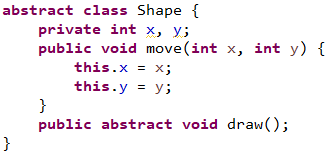 abstract class Shape {
    private int x, y;
    public void move(int x, int y) {
        this.x = x;
        this.y = y;
    }
    public abstract void draw();
}